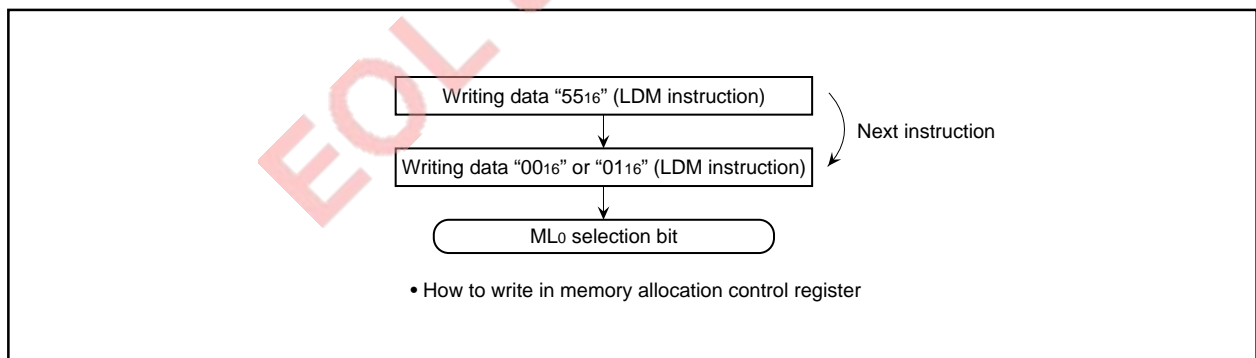 EOL
Writing data “5516” (LDM instruction)
Next instruction
Writing data “0016” or “0116” (LDM instruction)
ML0 selection bit
• How to write in memory allocation control register